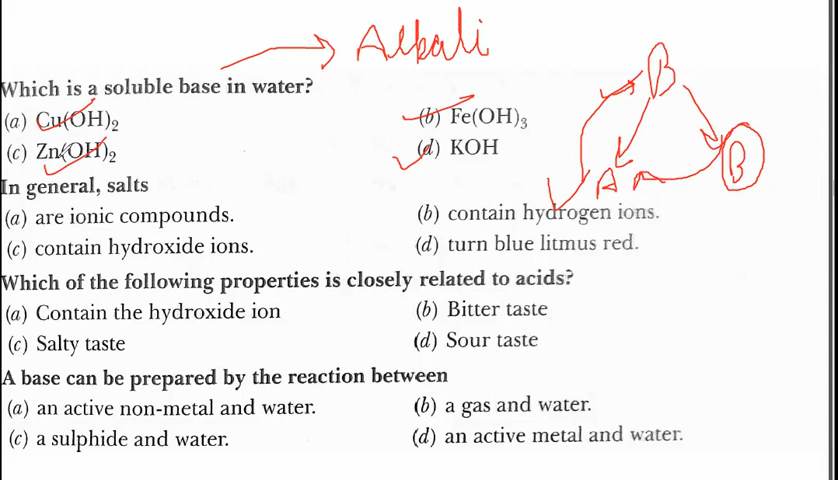 Alkali
Which is a soluble base in water?
(a) Cu(OH)₂ (b) Fe(OH)₃
(c) Zn(OH)₂ (d) KOH
B
A B
In general, salts
(a) are ionic compounds. (b) contain hydrogen ions.
(c) contain hydroxide ions. (d) turn blue litmus red.
Which of the following properties is closely related to acids?
(a) Contain the hydroxide ion (b) Bitter taste
(c) Salty taste (d) Sour taste
A base can be prepared by the reaction between
(a) an active non-metal and water. (b) a gas and water.
(c) a sulphide and water. (d) an active metal and water.